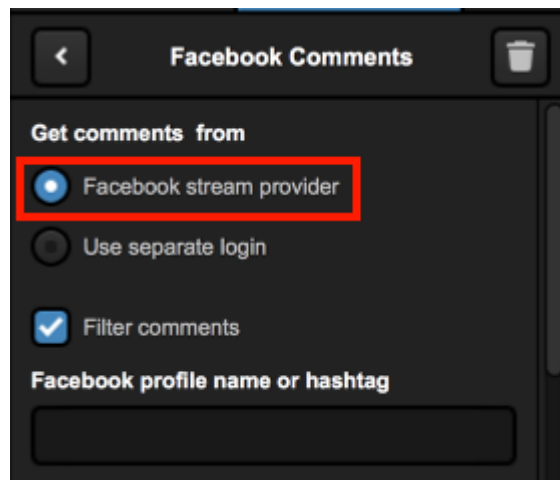 Facebook Comments
Get comments from
Facebook stream provider
Use separate login
Filter comments
Facebook profile name or hashtag